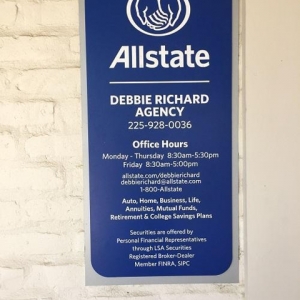 Allstate
DEBBIE RICHARD
AGENCY
225-928-0036
Office Hours
Monday - Thursday 8:30am-5:30pm
Friday 8:30am-5:00pm
allstate.com/debbierichard
debbierichard@allstate.com
1-800-Allstate
Auto, Home, Business, Life,
Annuities, Mutual Funds,
Retirement & College Savings Plans
Securities are offered by
Personal Financial Representatives
through LSA Securities
Registered Broker-Dealer
Member FINRA, SIPC